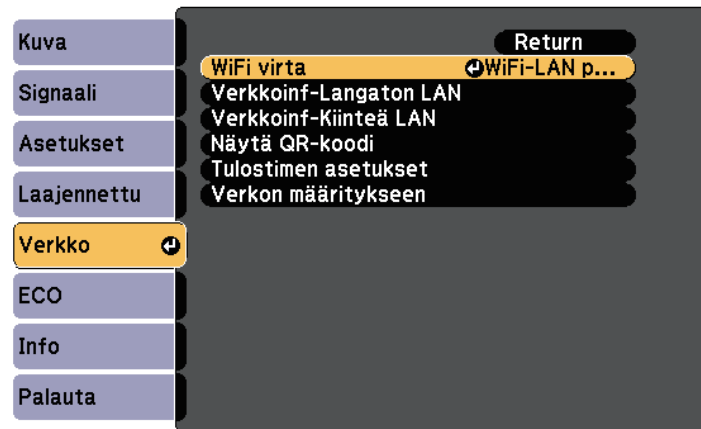 Kuva
Signaali
Asetukset
Laajennettu
Verkko
ECO
Info
Palauta
Return
WiFi virta WiFi-LAN p...
Verkkoinf-Langaton LAN
Verkkoinf-Kiinteä LAN
Näytä QR-koodi
Tulostimen asetukset
Verkon määritykseen